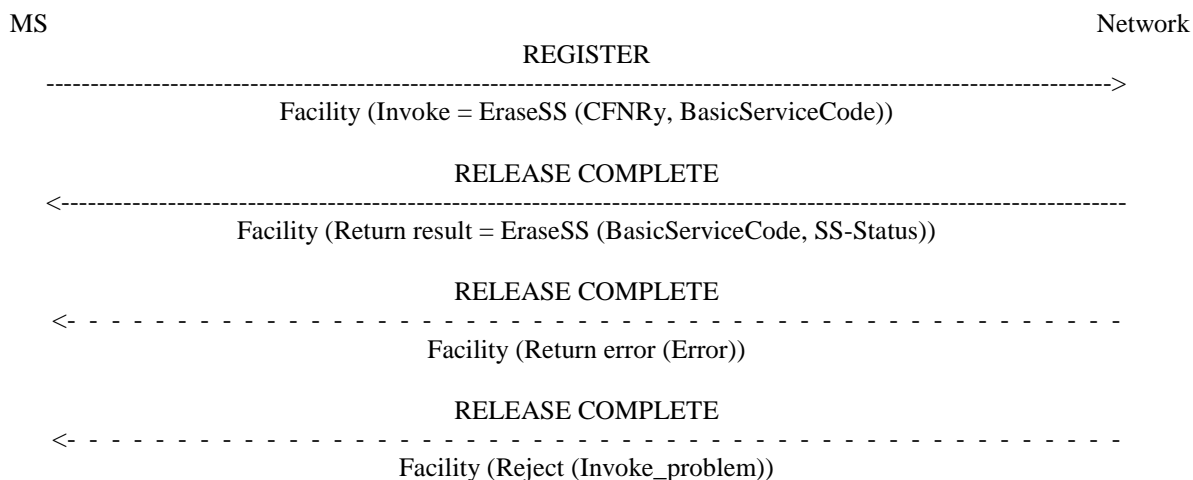 MS Network
REGISTER
------------------------------------------------------------------------------------------------------------------------>
Facility (Invoke = EraseSS (CFNRy, BasicServiceCode))
RELEASE COMPLETE
<------------------------------------------------------------------------------------------------------------------------
Facility (Return result = EraseSS (BasicServiceCode, SS-Status))
RELEASE COMPLETE
<- - - - - - - - - - - - - - - - - - - - - - - - - - - - - - - - - - - - - - - - - - - - - - - -
Facility (Return error (Error))
RELEASE COMPLETE
<- - - - - - - - - - - - - - - - - - - - - - - - - - - - - - - - - - - - - - - - - - - - - - - -
Facility (Reject (Invoke_problem))